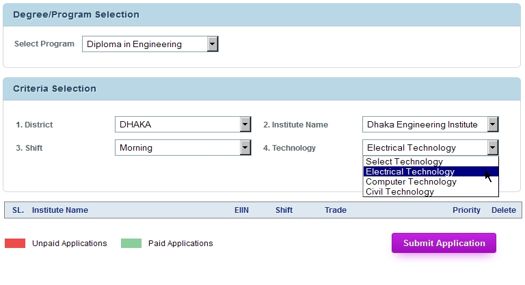 Degree/Program Selection
Select Program Diploma in Engineering
Criteria Selection
1. District DHAKA 2. Institute Name Dhaka Engineering Institute
3. Shift Morning 4. Technology Electrical Technology
Select Technology
Electrical Technology
Computer Technology
Civil Technology
SL. Institute Name EIIN Shift Trade Priority Delete
Unpaid Applications Paid Applications Submit Application